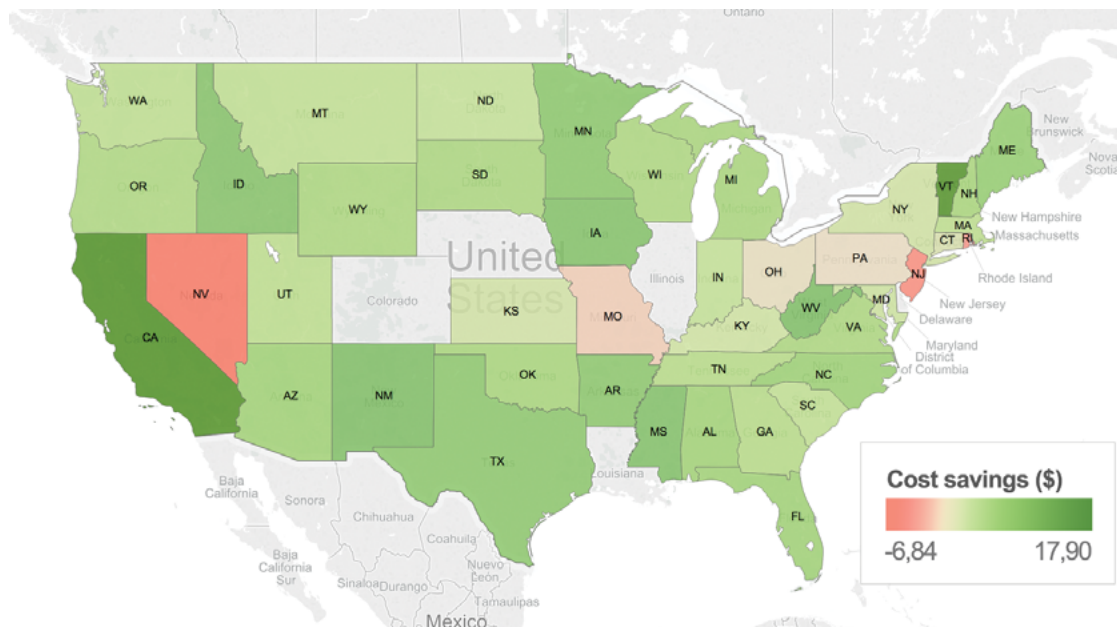 Ontario
WA
MT
ND
MN
ME
New
Brunswick
Nova
Scotia
OR
ID
SD
WI
MI
VT
NH
WY
NY
New Hampshire
MA
Massachusetts
CT
RI
Rhode Island
IA
NV
UT
Colorado
United
States
Illinois
IN
OH
PA
NJ
New Jersey
KS
MO
WV
MD
Delaware
CA
KY
VA
Maryland
District
of Columbia
AZ
NM
OK
AR
TN
NC
SC
TX
MS
AL
GA
Louisiana
FL
Baja
California
Sonora
Chihuahua
Coahuila
Baja
California
Sur
Sinaloa
Durango
Nuevo
León
Tamaulipas
Mexico
Cost savings ($)
-6,84
17,90